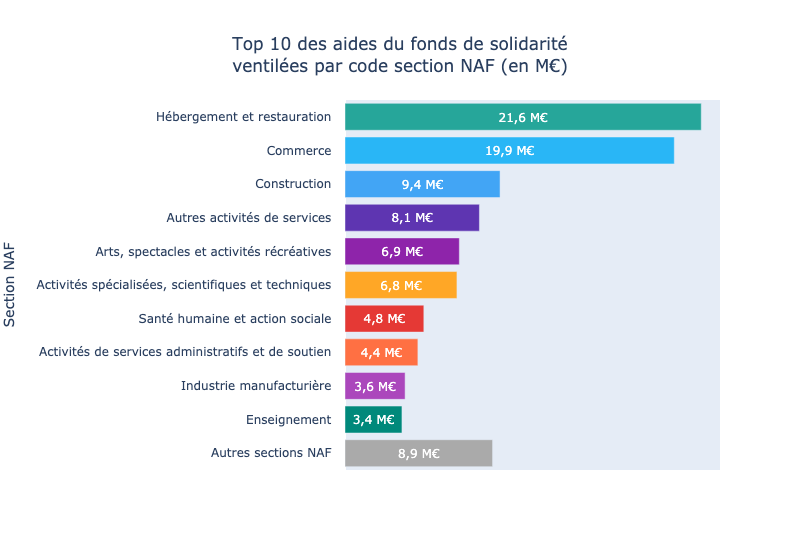 Top 10 des aides du fonds de solidarité
ventilées par code section NAF (en M€)
Section NAF
Hébergement et restauration 21,6 M€
Commerce 19,9 M€
Construction 9,4 M€
Autres activités de services 8,1 M€
Arts, spectacles et activités récréatives 6,9 M€
Activités spécialisées, scientifiques et techniques 6,8 M€
Santé humaine et action sociale 4,8 M€
Activités de services administratifs et de soutien 4,4 M€
Industrie manufacturière 3,6 M€
Enseignement 3,4 M€
Autres sections NAF 8,9 M€